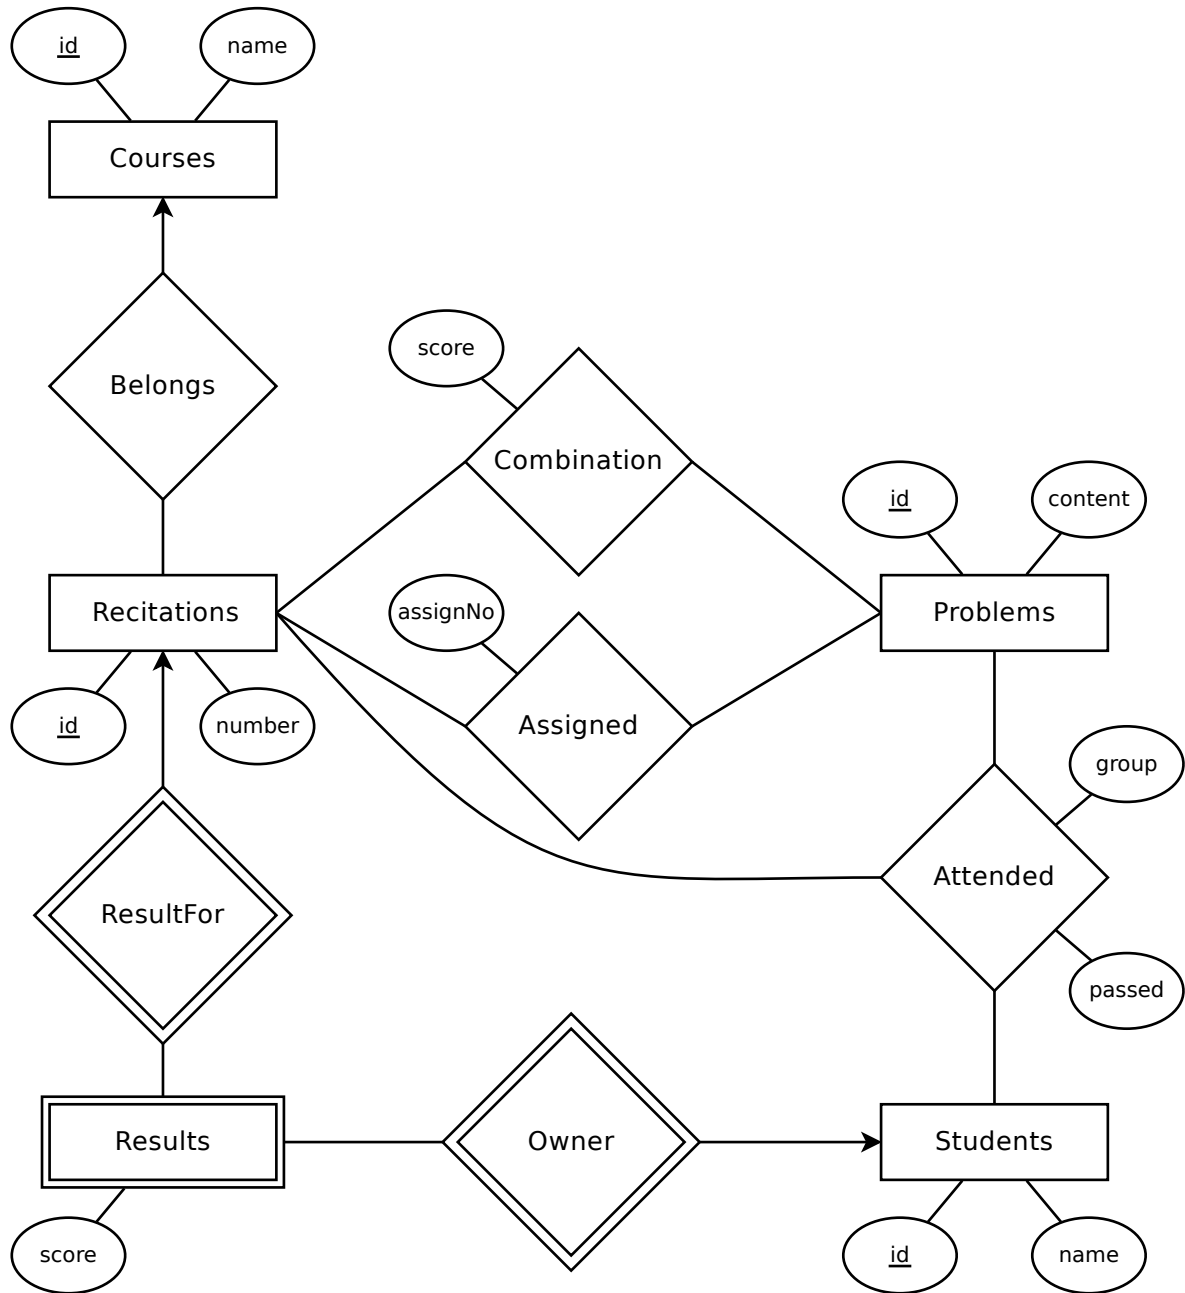 id
name
Courses
Belongs
score
Combination
id
content
Recitations
assignNo
Problems
id
number
Assigned
group
Attended
ResultFor
passed
Results
Owner
Students
score
id
name